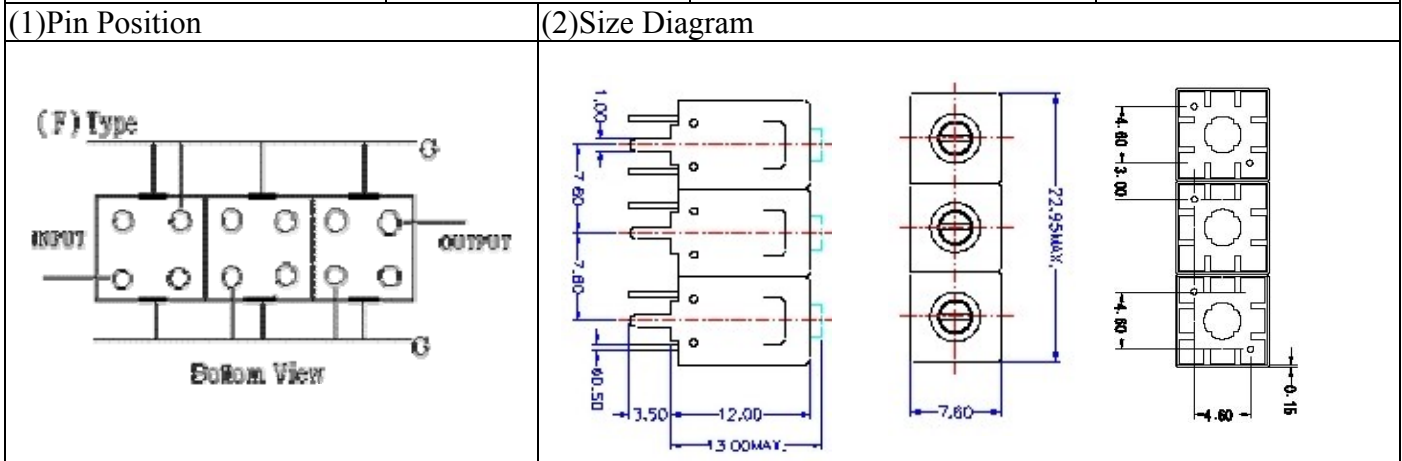 (1)Pin Position
(2)Size Diagram
(F) Type
G
INPUT
OUTPUT
G
Bottom View
1.00
7.60
7.60
ø0.50
3.50
12.00
13.00MAX.
22.95MAX.
7.60
4.60
3.00
4.60
4.60
0.15